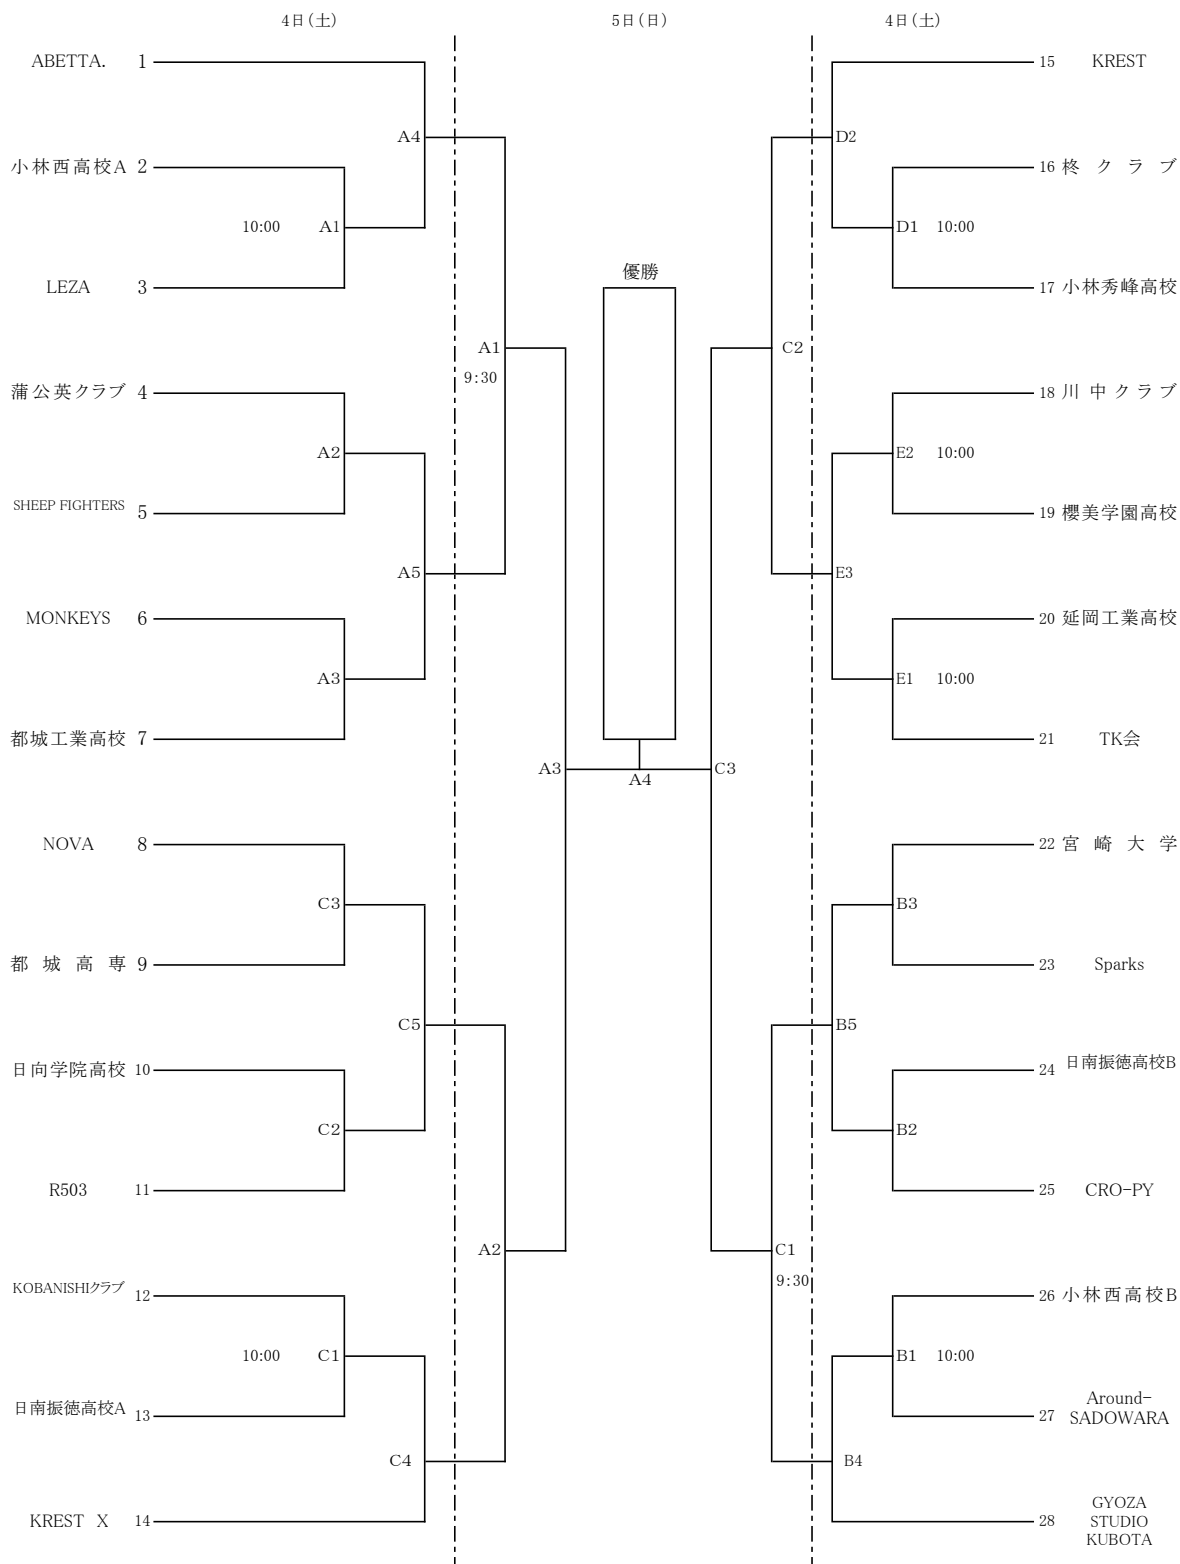 4日（土） 5日（日） 4日（土）
ABETTA. 1
15 KREST
A4
D2
小林西高校A 2
16 柊クラブ
10:00 A1
D1 10:00
LEZA 3
17 小林秀峰高校
優勝
A1
C2
9:30
蒲公英クラブ 4
18 川中クラブ
A2
E2 10:00
SHEEP FIGHTERS 5
19 櫻美学園高校
A5
E3
MONKEYS 6
20 延岡工業高校
A3
E1 10:00
都城工業高校 7
21 TK会
A3
C3
A4
NOVA 8
22 宮崎大学
C3
B3
都城高専 9
23 Sparks
C5
B5
日向学院高校 10
24 日南振徳高校B
C2
B2
R503 11
25 CRO-PY
A2
C1
9:30
KOBANISHIクラブ 12
26 小林西高校B
10:00 C1
B1 10:00
日南振徳高校A 13
27 Around-
SADOWARA
C4
B4
KREST X 14
28 GYOZA
STUDIO
KUBOTA